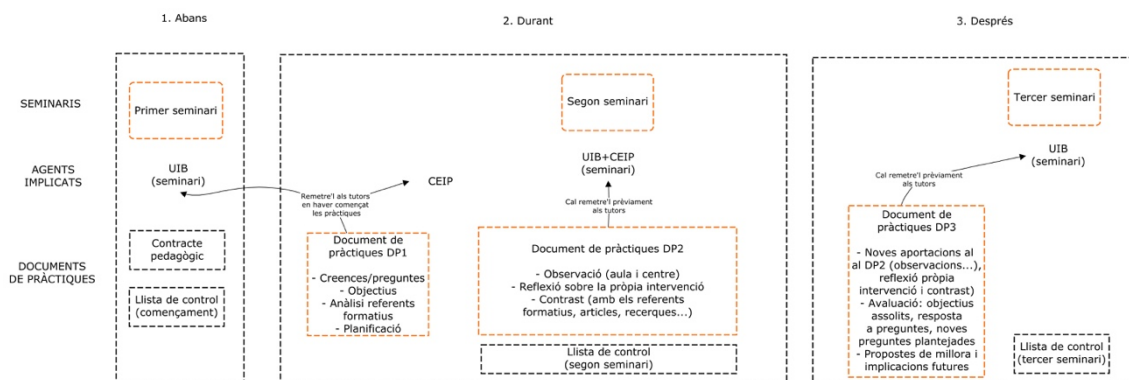 1. Abans
2. Durant
3. Després
SEMINARIS
Primer seminari
Segon seminari
Tercer seminari
AGENTS
IMPLICATS
UIB
(seminari)
CEIP
UIB+CEIP
(seminari)
UIB
(seminari)
Remetre'l als tutors
en haver començat
les pràctiques
Cal remetre'l prèviament
als tutors
Cal remetre'l prèviament
als tutors
DOCUMENTS
DE PRÀCTIQUES
Contracte
pedagògic
Llista de control
(començament)
Document de
pràctiques DP1
- Creences/preguntes
- Objectius
- Anàlisi referents
formatius
- Planificació
Document de pràctiques DP2
- Observació (aula i centre)
- Reflexió sobre la pròpia intervenció
- Contrast (amb els referents
formatius, articles, recerques...)
Llista de control
(segon seminari)
Document de
pràctiques DP3
- Noves aportacions al
al DP2 (observacions...),
reflexió pròpia
intervenció i contrast)
- Avaluació: objectius
assolits, resposta
a preguntes, noves
preguntes plantejades
- Propostes de millora i
implicacions futures
Llista de control
(tercer seminari)